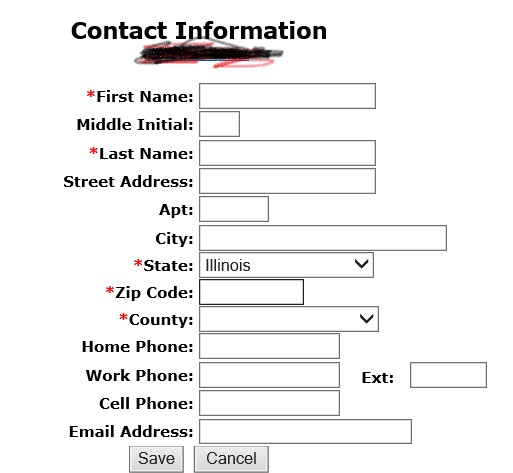 Contact Information
*First Name:
Middle Initial:
*Last Name:
Street Address:
Apt:
City:
*State: Illinois
*Zip Code:
*County:
Home Phone:
Work Phone: Ext:
Cell Phone:
Email Address:
Save Cancel